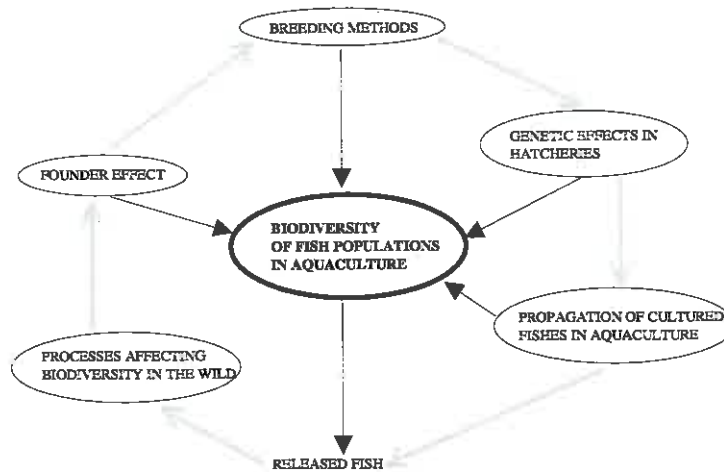 BREEDING METHODS
GENETIC EFFECTS IN
HATCHERIES
FOUNDER EFFECT
BIODIVERSITY
OF FISH POPULATIONS
IN AQUACULTURE
PROPAGATION OF CULTURED
FISHES IN AQUACULTURE
PROCESSES AFFECTING
BIODIVERSITY IN THE WILD
RELEASED FISH